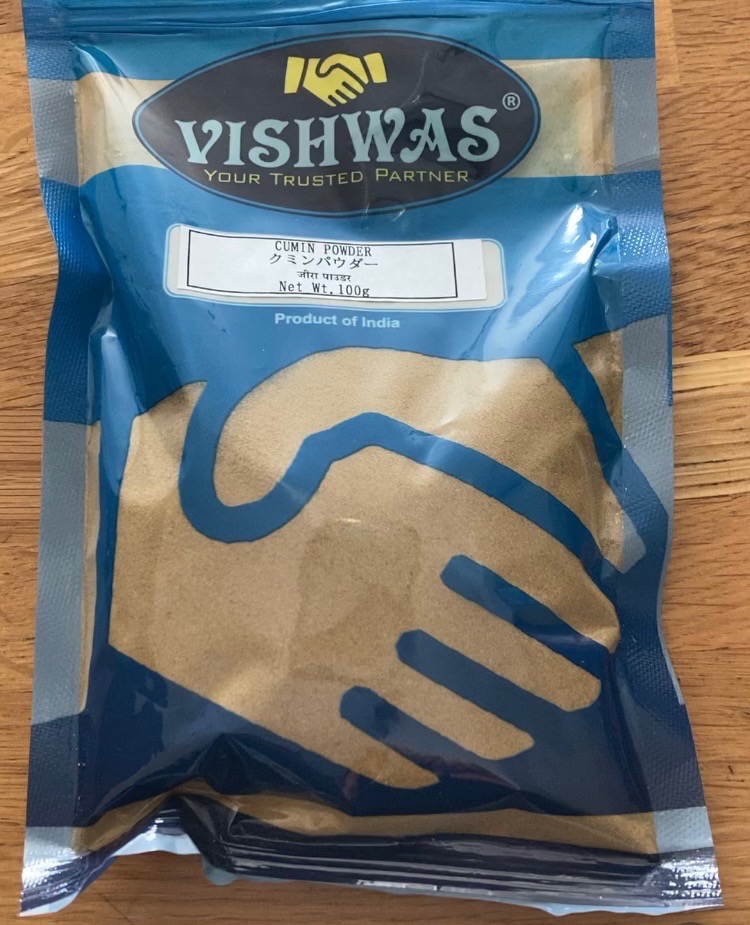 VISHWAS®
YOUR TRUSTED PARTNER
CUMIN POWDER
クミンパウダー
जीरा पाउडर
Net Wt.100g
Product of India